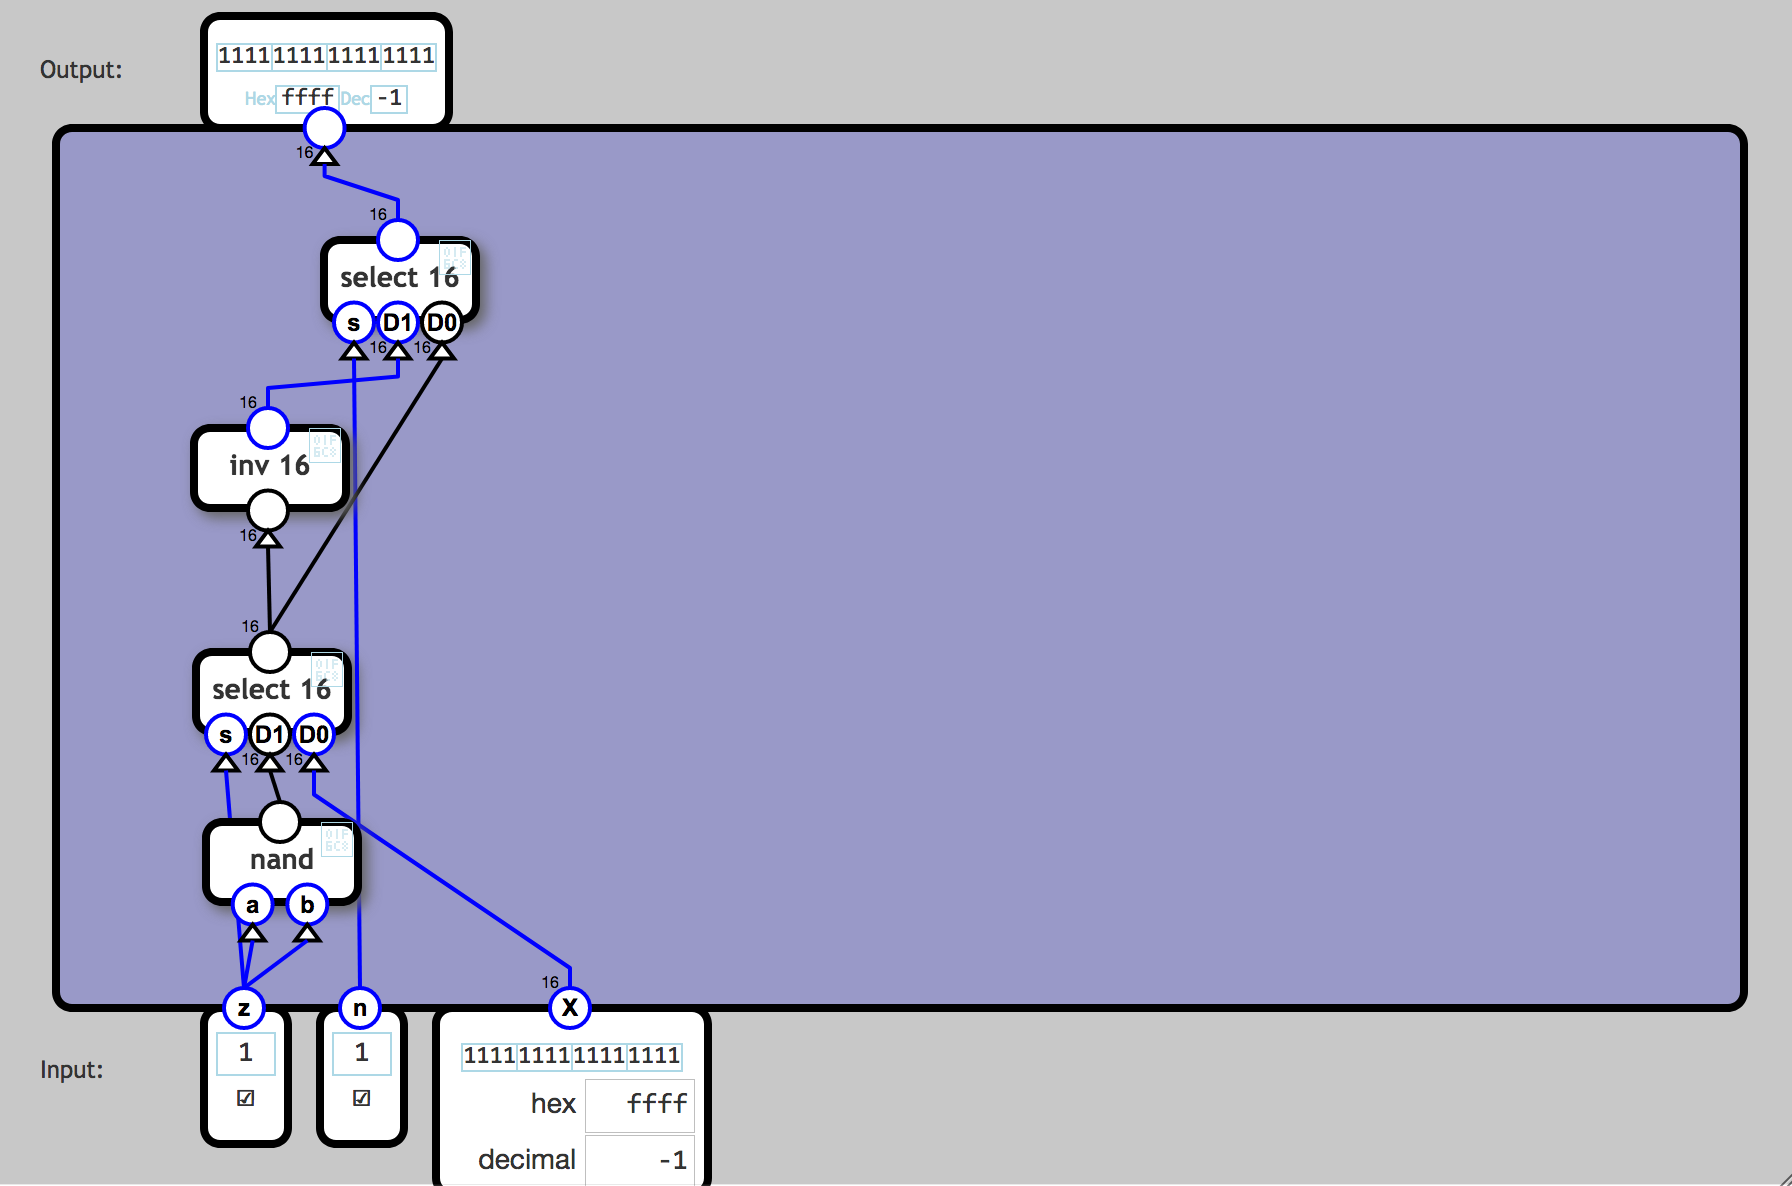 Output:
1111 1111 1111 1111
Hex ffff Dec -1
16
16
select 16
s D1 D0
16 16
16
inv 16
16
16
select 16
s D1 D0
16 16
nand
a b
16
z n X
Input:
1 1 1111 1111 1111 1111
☑ ☑ hex ffff
decimal -1